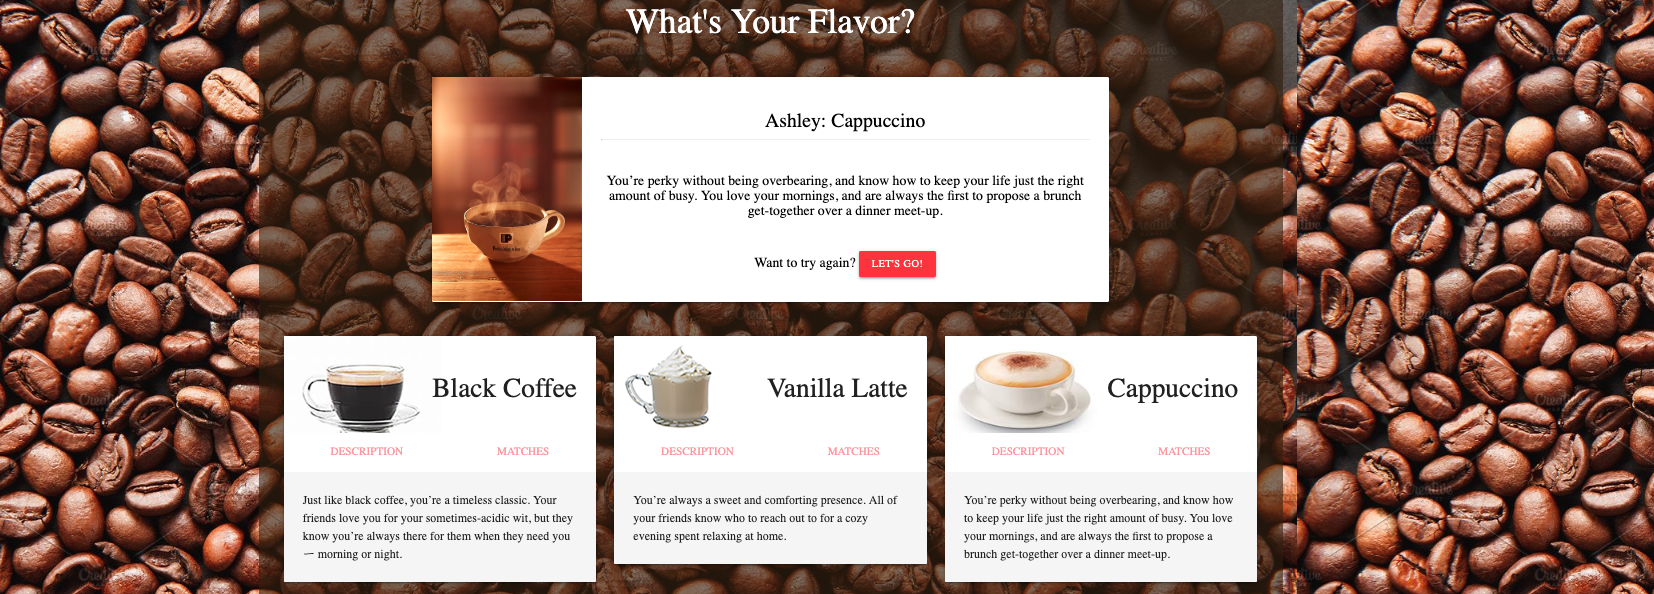 What's Your Flavor?
Ashley: Cappuccino
You’re perky without being overbearing, and know how to keep your life just the right
amount of busy. You love your mornings, and are always the first to propose a brunch
get-together over a dinner meet-up.
Want to try again? LET'S GO!
Black Coffee
DESCRIPTION MATCHES
Just like black coffee, you’re a timeless classic. Your
friends love you for your sometimes-acidic wit, but they
know you’re always there for them when they need you
— morning or night.
Vanilla Latte
DESCRIPTION MATCHES
You’re always a sweet and comforting presence. All of
your friends know who to reach out to for a cozy
evening spent relaxing at home.
Cappuccino
DESCRIPTION MATCHES
You’re perky without being overbearing, and know how
to keep your life just the right amount of busy. You love
your mornings, and are always the first to propose a
brunch get-together over a dinner meet-up.